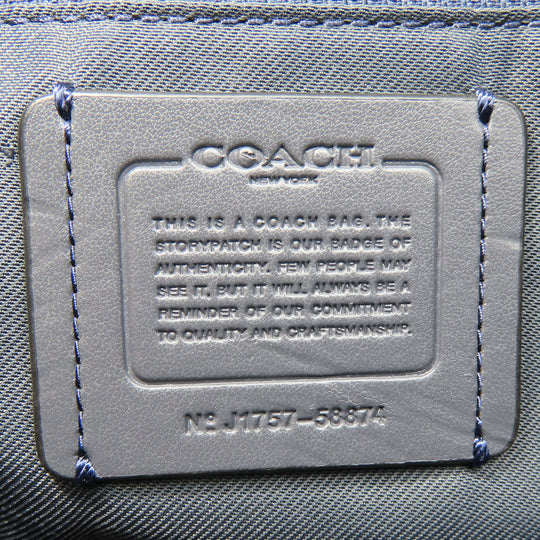 COACH
NEW YORK
THIS IS A COACH BAG. THE
STORYPATCH IS OUR BADGE OF
AUTHENTICITY. FEW PEOPLE MAY
SEE IT, BUT IT WILL ALWAYS BE A
REMINDER OF OUR COMMITMENT
TO QUALITY AND CRAFTSMANSHIP.
No J1757-58874